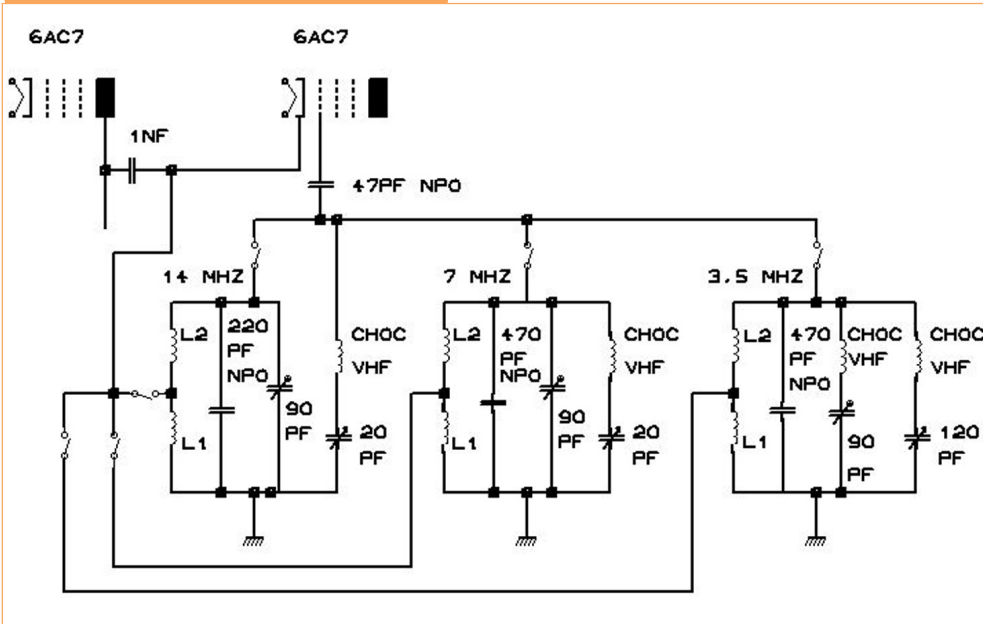 6AC7
6AC7
1NF
47PF NPO
14 MHZ
7 MHZ
3.5 MHZ
L2
220
PF
NPO
CHOC
VHF
L2
470
PF
NPO
CHOC
VHF
L2
470
PF
NPO
CHOC
VHF
CHOC
VHF
L1
90
PF
20
PF
L1
90
PF
20
PF
L1
90
PF
120
PF